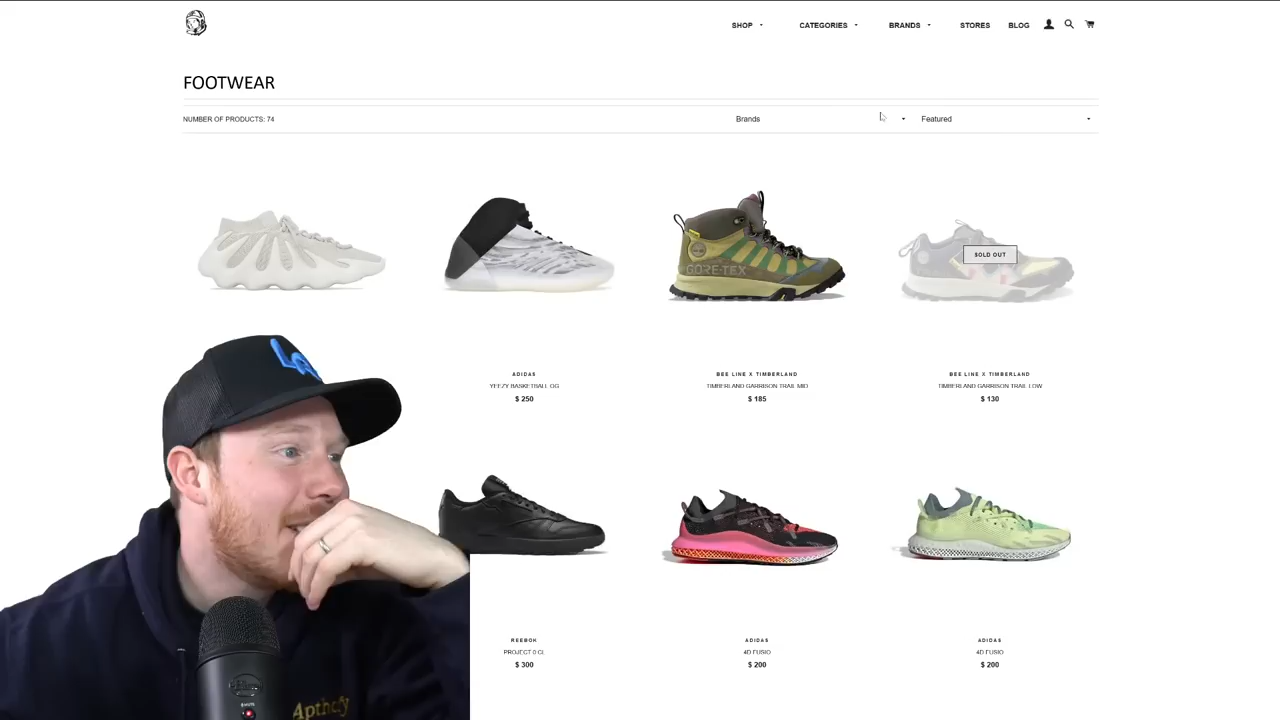 SHOP
CATEGORIES
BRANDS
STORES
BLOG
FOOTWEAR
NUMBER OF PRODUCTS: 74
Brands
Featured
GORE-TEX
SOLD OUT
ADIDAS
YEEZY BASKETBALL OG
$ 250
BEE LINE X TIMBERLAND
TIMBERLAND GARRISON TRAIL MID
$ 185
BEE LINE X TIMBERLAND
TIMBERLAND GARRISON TRAIL LOW
$ 130
REEBOK
PROJECT 0 CL
$ 300
ADIDAS
4D FUSIO
$ 200
ADIDAS
4D FUSIO
$ 200